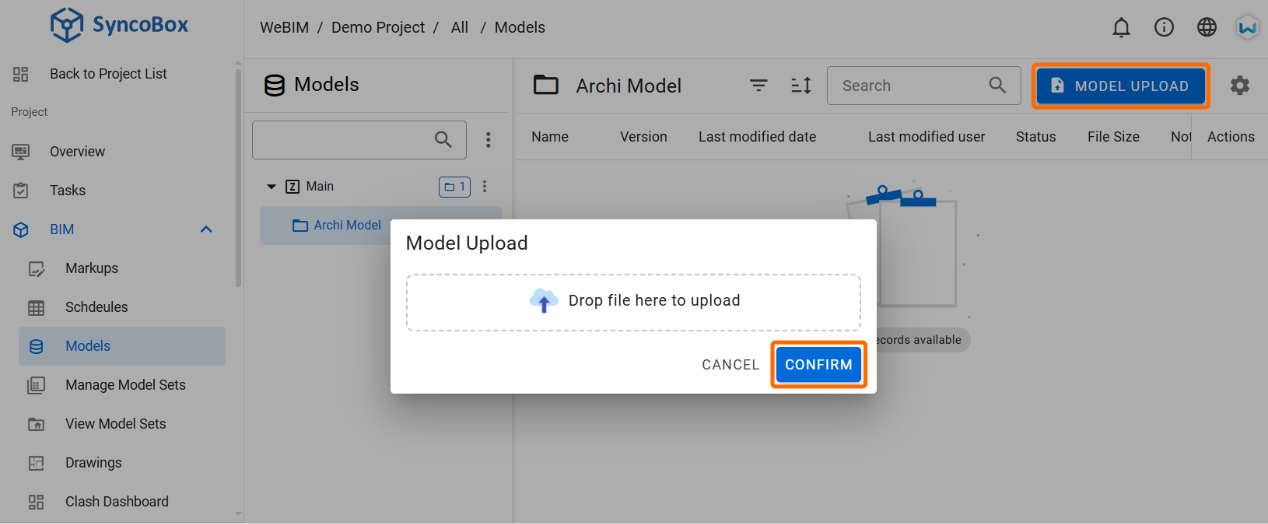 SyncoBox
WeBIM / Demo Project / All / Models
Back to Project List
Project
Overview
Tasks
BIM
Markups
Schdeules
Models
Manage Model Sets
View Model Sets
Drawings
Clash Dashboard
Models
Main
1
Archi Model
Archi Model
Search
MODEL UPLOAD
Name Version Last modified date Last modified user Status File Size Not Actions
ecords available
Model Upload
Drop file here to upload
CANCEL CONFIRM